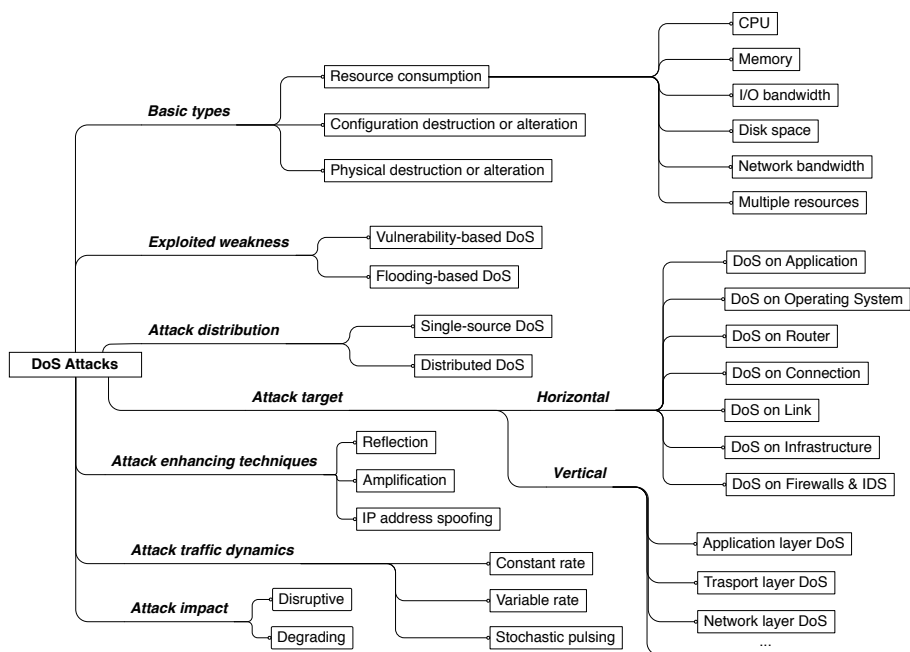 DoS Attacks
Basic types
Resource consumption
CPU
Memory
I/O bandwidth
Disk space
Network bandwidth
Multiple resources
Configuration destruction or alteration
Physical destruction or alteration
Exploited weakness
Vulnerability-based DoS
Flooding-based DoS
Attack distribution
Single-source DoS
Distributed DoS
Attack target
Horizontal
DoS on Application
DoS on Operating System
DoS on Router
DoS on Connection
DoS on Link
DoS on Infrastructure
DoS on Firewalls & IDS
Vertical
Application layer DoS
Trasport layer DoS
Network layer DoS
...
Attack enhancing techniques
Reflection
Amplification
IP address spoofing
Attack traffic dynamics
Constant rate
Variable rate
Stochastic pulsing
Attack impact
Disruptive
Degrading